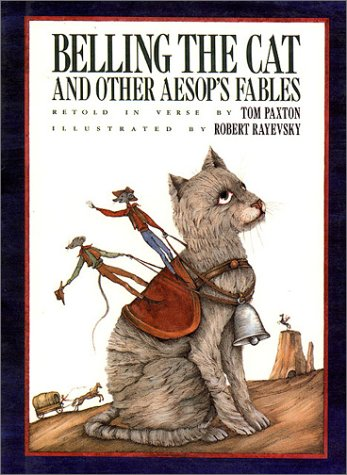 BELLING THE CAT
AND OTHER AESOP'S FABLES
RETOLD IN VERSE BY TOM PAXTON
ILLUSTRATED BY ROBERT RAYEVSKY